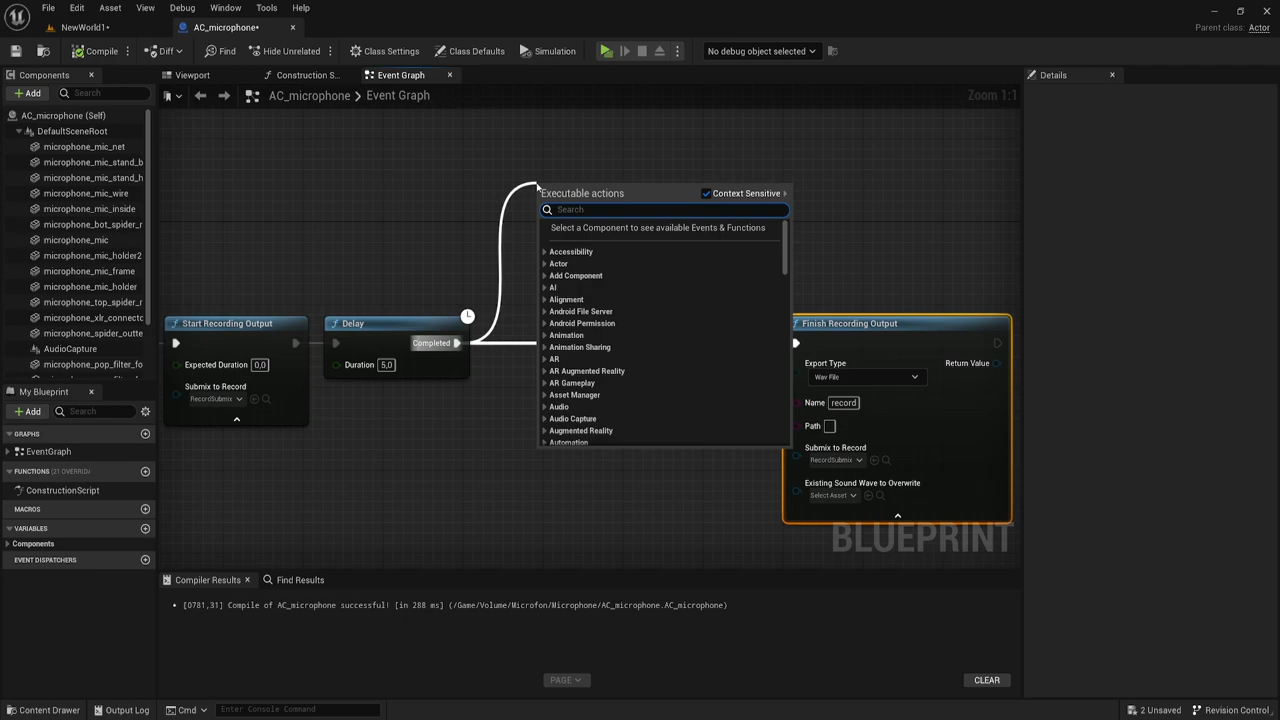 File Edit Asset View Debug Window Tools Help
NewWorld1*
AC_microphone*
Parent class: Actor
Compile
Diff
Find
Hide Unrelated
Class Settings
Class Defaults
Simulation
No debug object selected
Components
Viewport
Construction S...
Event Graph
Details
Add
Search
AC_microphone > Event Graph
Zoom 1:1
AC_microphone (Self)
DefaultSceneRoot
microphone_mic_net
microphone_mic_stand_b
microphone_mic_stand_h
microphone_mic_wire
microphone_mic_inside
microphone_bot_spider_r
microphone_mic
microphone_mic_holder2
microphone_mic_frame
microphone_mic_holder
microphone_top_spider_r
microphone_xlr_connecto
microphone_spider_outte
AudioCapture
microphone_pop_filter_fo
My Blueprint
Add
Search
GRAPHS
EventGraph
FUNCTIONS (21 OVERRID
ConstructionScript
MACROS
VARIABLES
Components
EVENT DISPATCHERS
Start Recording Output
Expected Duration 0,0
Submix to Record
RecordSubmix
Delay
Completed
Duration 5,0
Executable actions
Context Sensitive
Search
Select a Component to see available Events & Functions
Accessibility
Actor
Add Component
AI
Alignment
Android File Server
Android Permission
Animation
Animation Sharing
AR
AR Augmented Reality
AR Gameplay
Asset Manager
Audio
Audio Capture
Augmented Reality
Automation
Finish Recording Output
Export Type
Return Value
Wav File
Name record
Path
Submix to Record
RecordSubmix
Existing Sound Wave to Overwrite
Select Asset
BLUEPRINT
Compiler Results
Find Results
[0781,31] Compile of AC_microphone successful! [in 288 ms] (/Game/Volume/Microfon/Microphone/AC_microphone.AC_microphone)
PAGE
CLEAR
Content Drawer
Output Log
Cmd
Enter Console Command
2 Unsaved
Revision Control